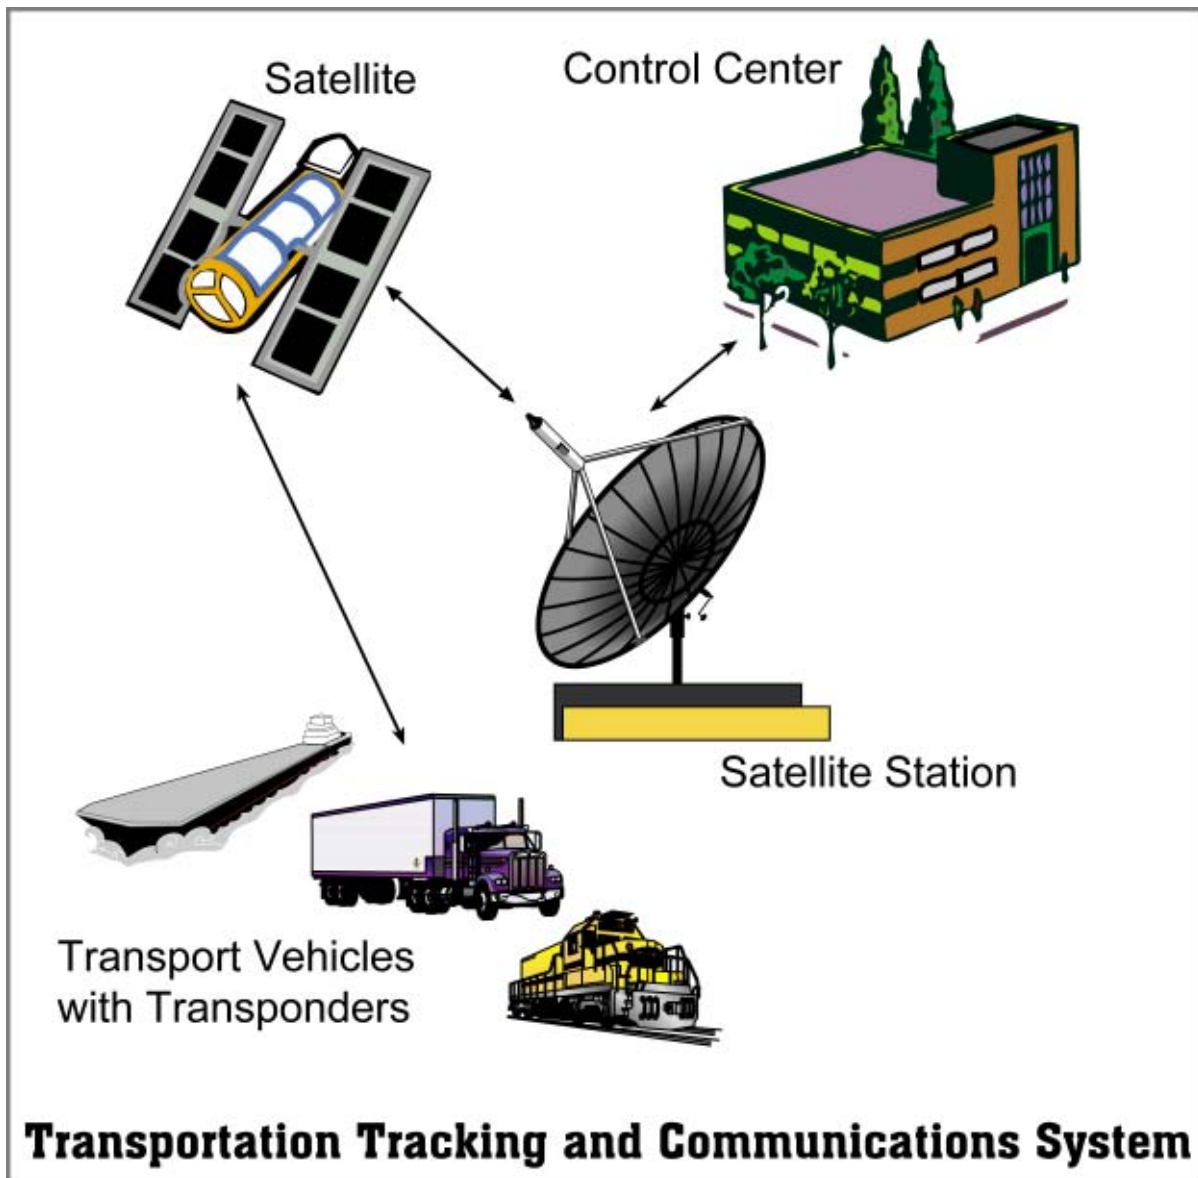 Satellite
Control Center
Satellite Station
Transport Vehicles
with Transponders
Transportation Tracking and Communications System